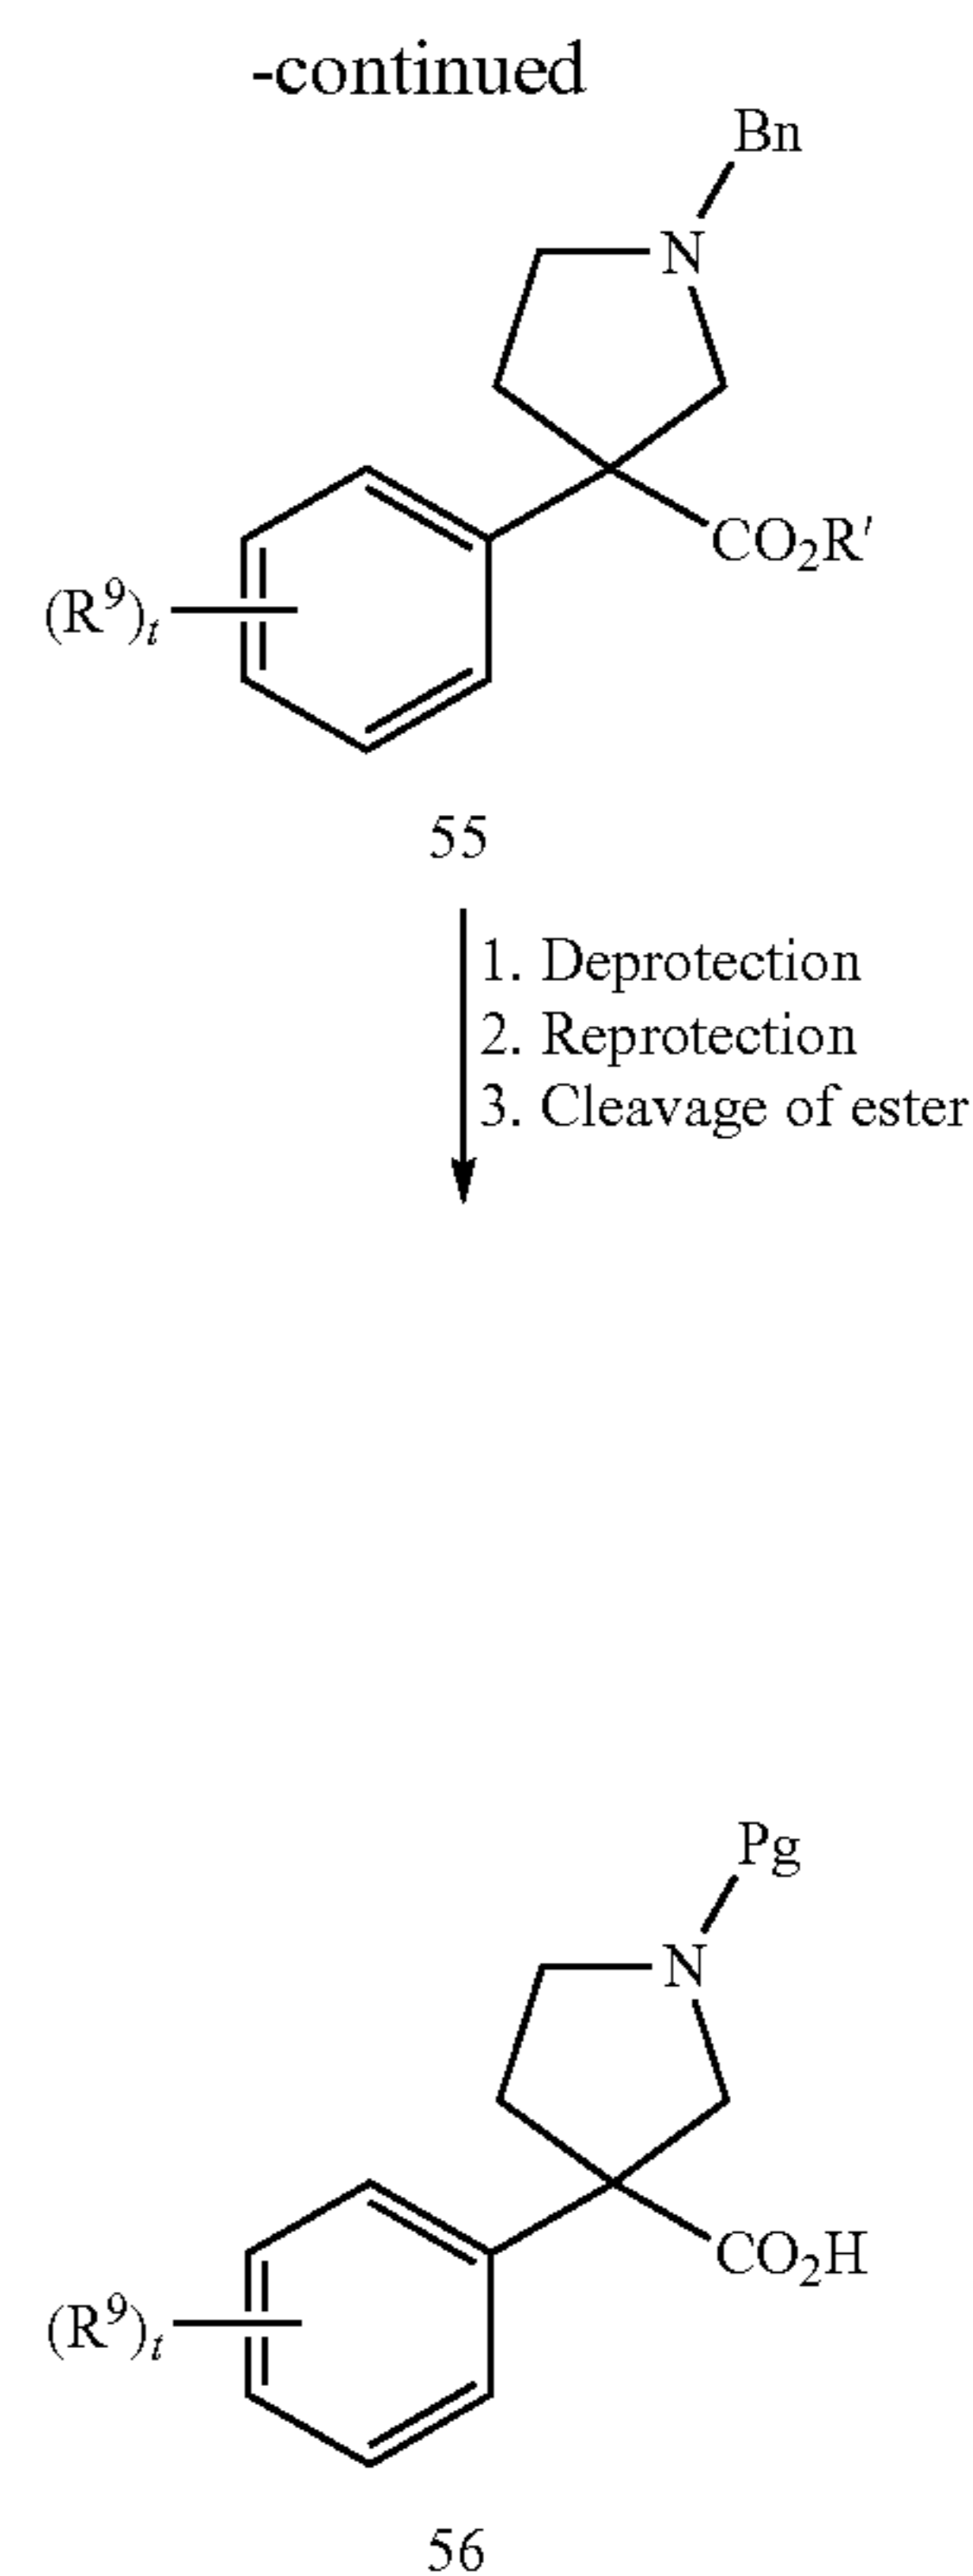 -continued
Bn
N
CO₂R′
(R⁹)ₜ
55
1. Deprotection
2. Reprotection
3. Cleavage of ester
Pg
N
CO₂H
(R⁹)ₜ
56